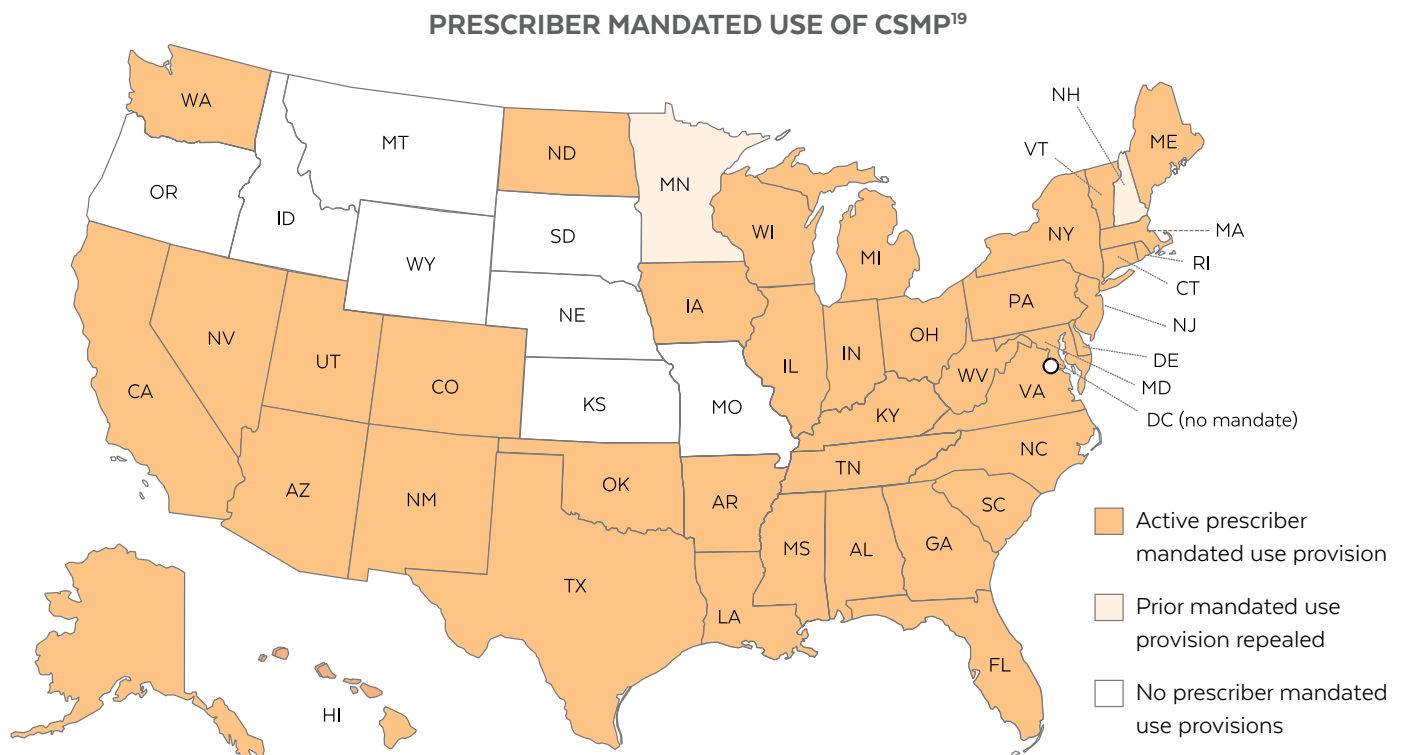 PRESCRIBER MANDATED USE OF CSMP¹⁹
WA
MT
ND
MN
OR
ID
SD
WY
WI
MI
NH
VT
ME
NY
MA
RI
CT
NJ
DE
MD
DC (no mandate)
NE
IA
PA
NV
UT
CO
IL
IN
OH
WV
VA
CA
KS
MO
KY
NC
TN
AZ
NM
OK
AR
SC
MS
AL
GA
TX
LA
FL
HI
Active prescriber
mandated use provision
Prior mandated use
provision repealed
No prescriber mandated
use provisions